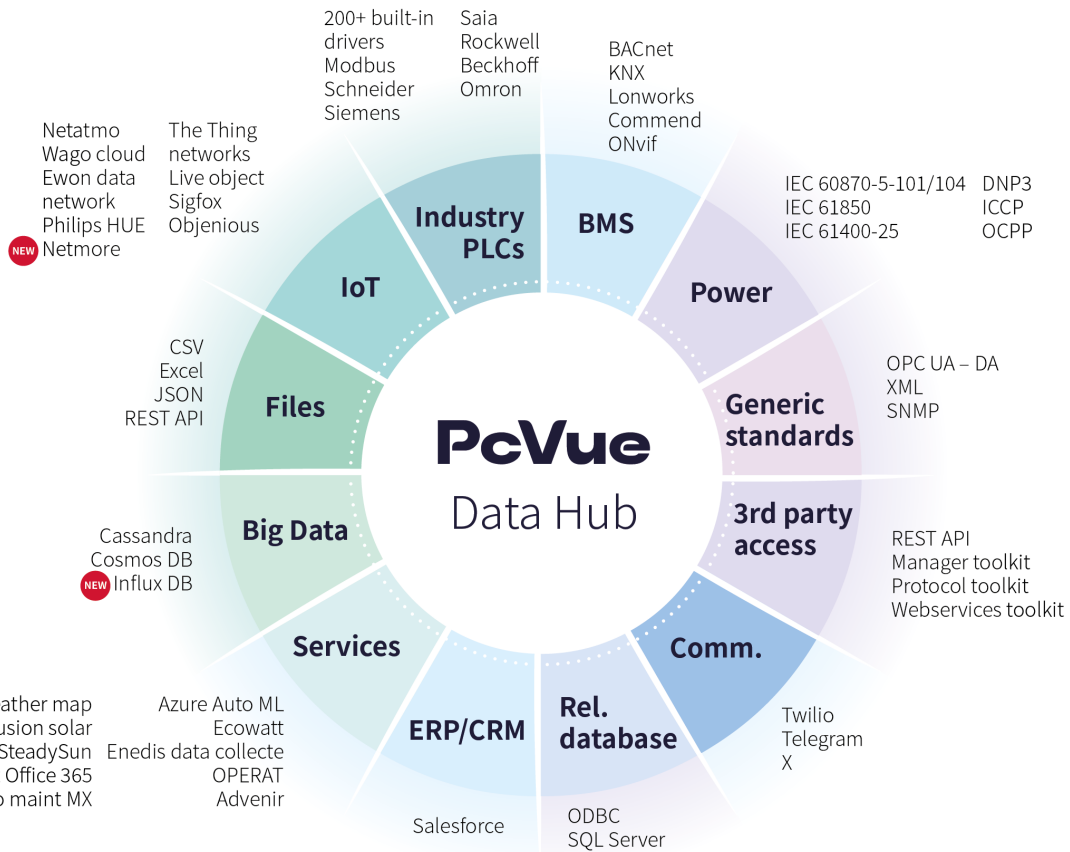 200+ built-in
drivers
Modbus
Schneider
Siemens
Saia
Rockwell
Beckhoff
Omron
BACnet
KNX
Lonworks
Commend
ONvif
Netatmo
Wago cloud
Ewon data
network
Philips HUE
NEW Netmore
The Thing
networks
Live object
Sigfox
Objenious
IEC 60870-5-101/104
IEC 61850
IEC 61400-25
DNP3
ICCP
OCPP
Industry
PLCs
BMS
IoT
Power
CSV
Excel
JSON
REST API
Files
Generic
standards
OPC UA – DA
XML
SNMP
PcVue
Data Hub
Big Data
3rd party
access
Cassandra
Cosmos DB
NEW Influx DB
REST API
Manager toolkit
Protocol toolkit
Webservices toolkit
Services
Comm.
ERP/CRM
Rel.
database
map
solar
SteadySun
Office 365
maint MX
Azure Auto ML
Ecowatt
Enedis data collecte
OPERAT
Advenir
Twilio
Telegram
X
Salesforce
ODBC
SQL Server